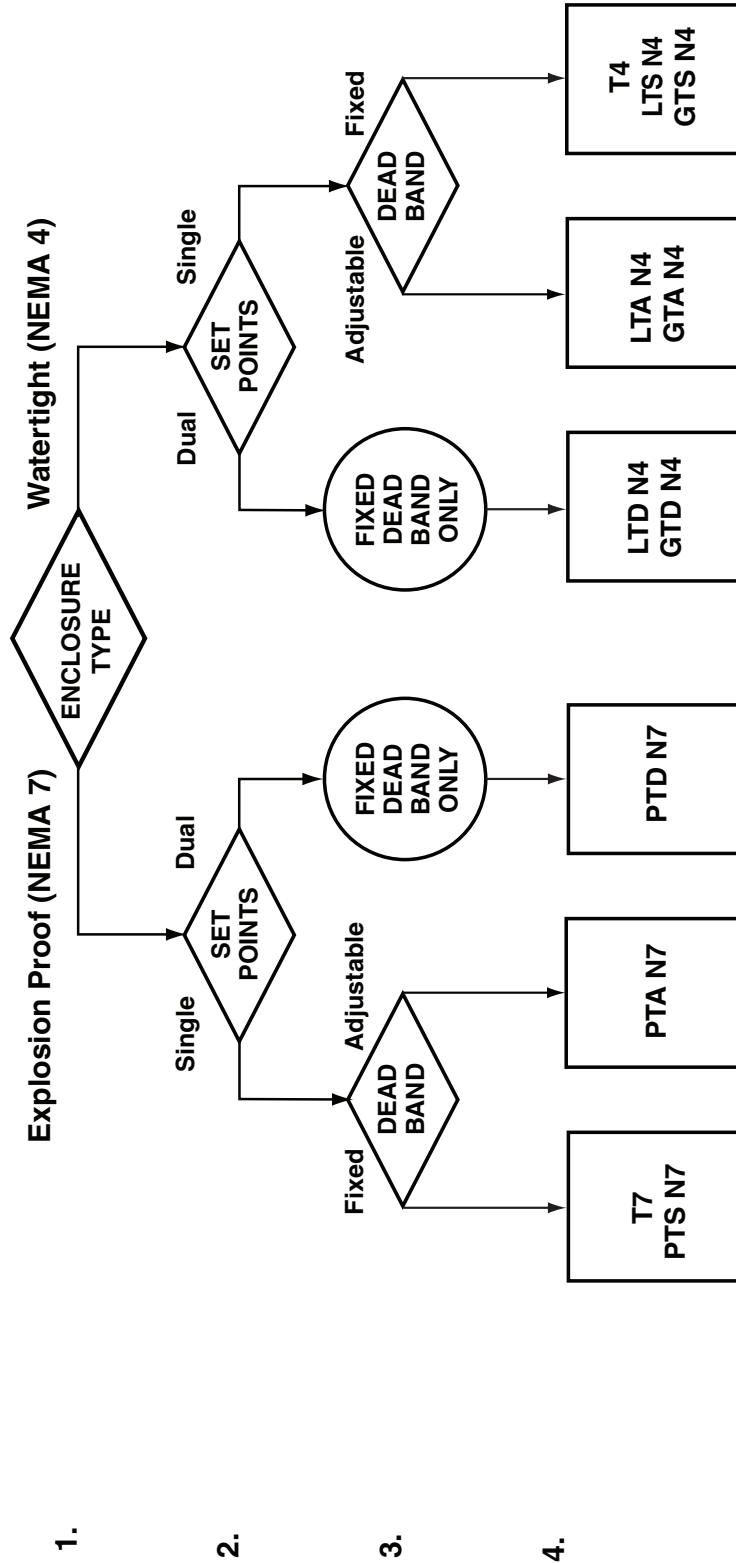 1.
Explosion Proof (NEMA 7)
ENCLOSURE
TYPE
Watertight (NEMA 4)
2.
Single
SET
POINTS
Dual
Dual
SET
POINTS
Single
3.
Fixed
DEAD
BAND
Adjustable
FIXED
DEAD
BAND
ONLY
FIXED
DEAD
BAND
ONLY
Adjustable
DEAD
BAND
Fixed
4.
T7
PTS N7
PTA N7
PTD N7
LTD N4
GTD N4
LTA N4
GTA N4
T4
LTS N4
GTS N4